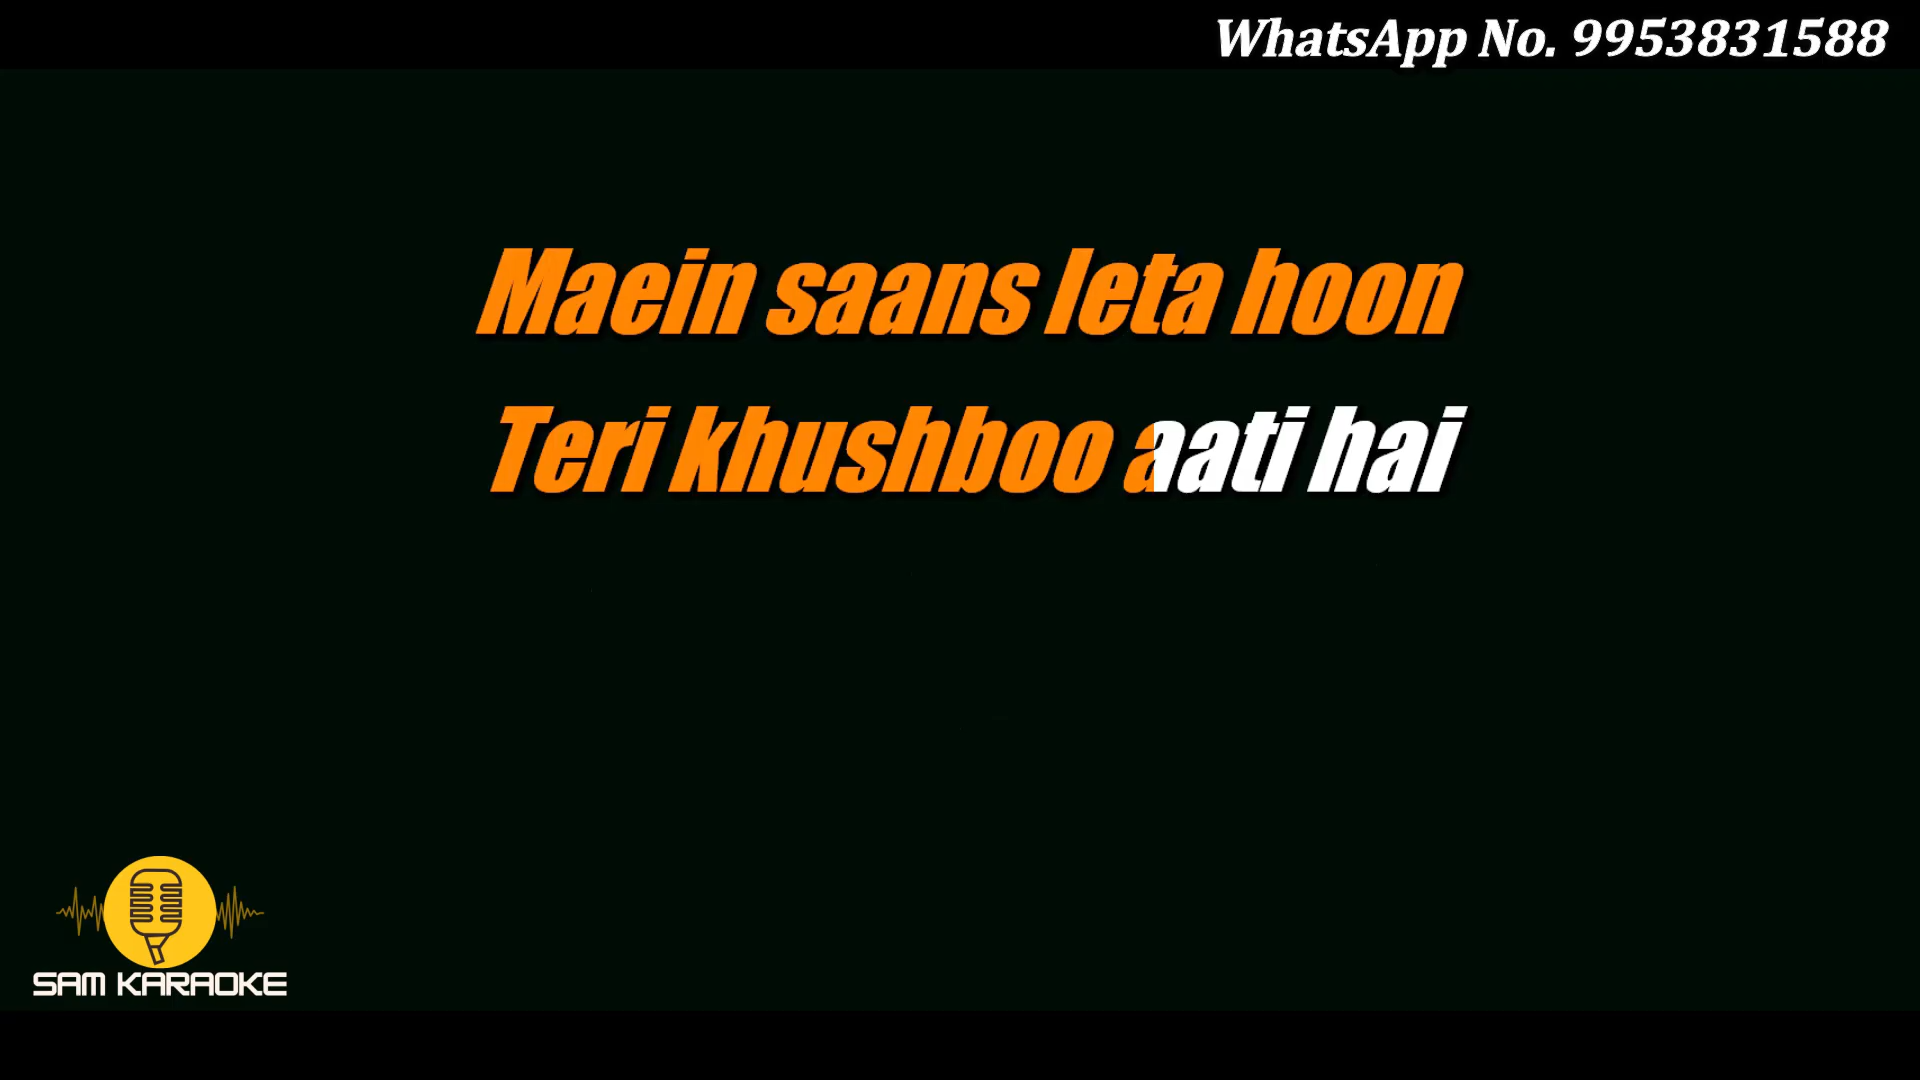 WhatsApp No. 9953831588
Maein saans leta hoon
Teri khushboo aati hai
SAM KARAOKE